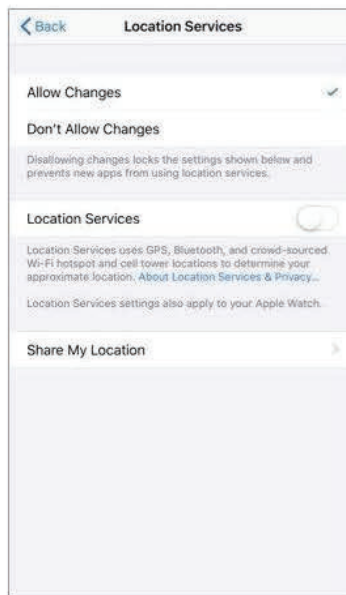 Back Location Services
Allow Changes
Don't Allow Changes
Disallowing changes locks the settings shown below and
prevents new apps from using location services.
Location Services
Location Services uses GPS, Bluetooth, and crowd-sourced
Wi-Fi hotspot and cell tower locations to determine your
approximate location. About Location Services & Privacy...
Location Services settings also apply to your Apple Watch.
Share My Location